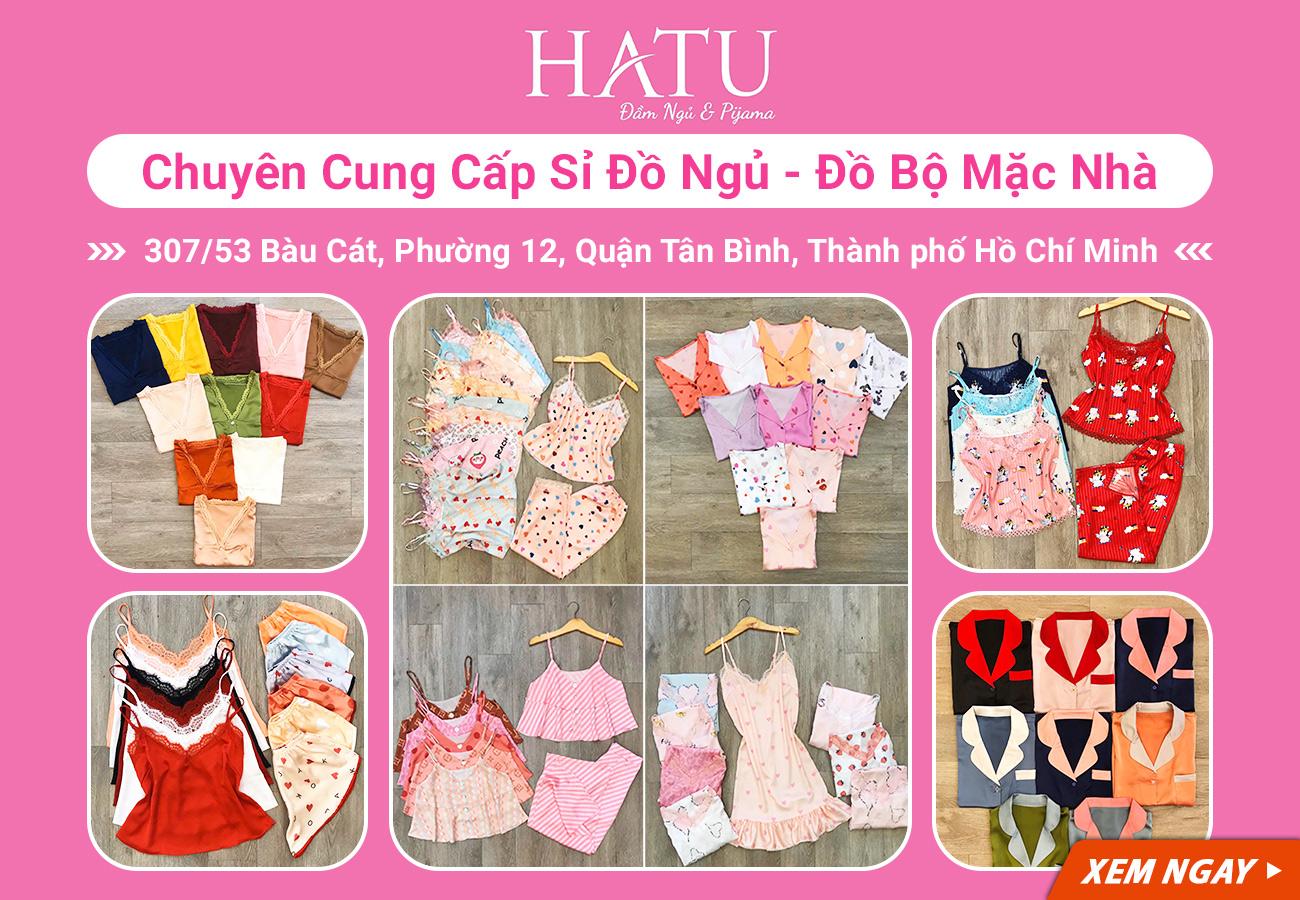 HATU
Đầm Ngủ & Pijama
Chuyên Cung Cấp Sỉ Đồ Ngủ - Đồ Bộ Mặc Nhà
307/53 Bàu Cát, Phường 12, Quận Tân Bình, Thành phố Hồ Chí Minh
PEACH
XEM NGAY